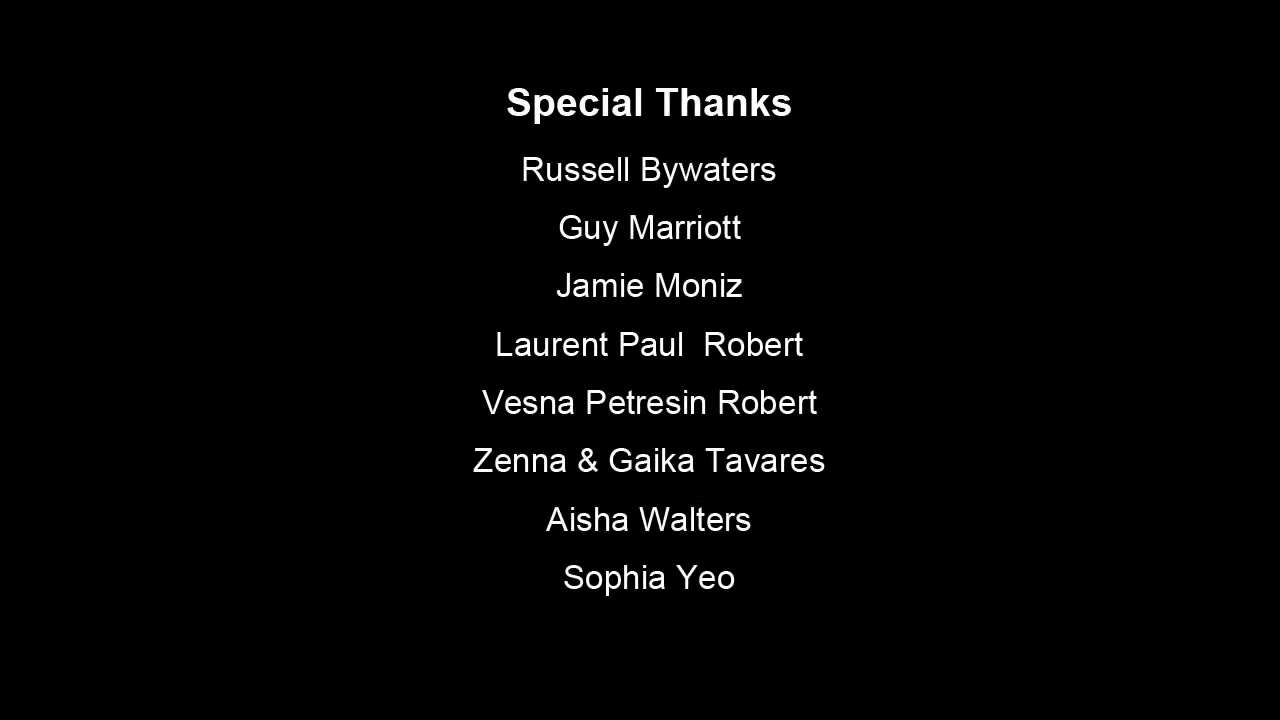 Special Thanks
Russell Bywaters
Guy Marriott
Jamie Moniz
Laurent Paul  Robert
Vesna Petresin Robert
Zenna & Gaika Tavares
Aisha Walters
Sophia Yeo